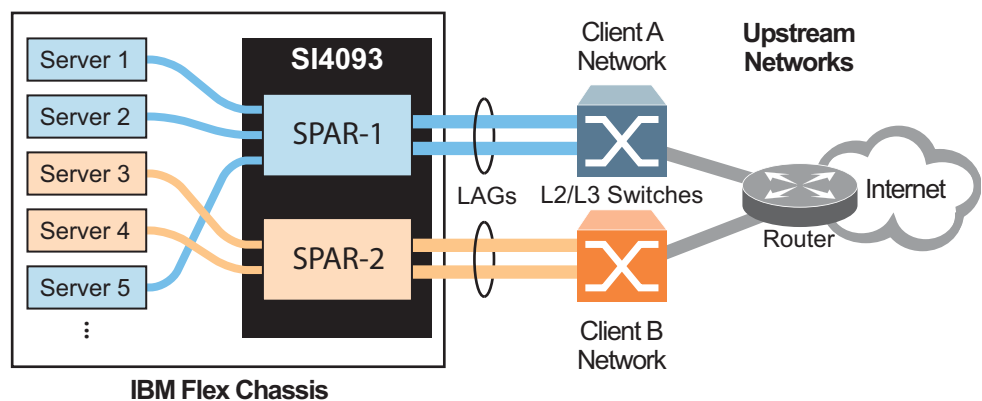 Server 1
Server 2
Server 3
Server 4
Server 5
...
SI4093
SPAR-1
SPAR-2
LAGs
Client A
Network
L2/L3 Switches
Client B
Network
Upstream
Networks
Router
Internet
IBM Flex Chassis